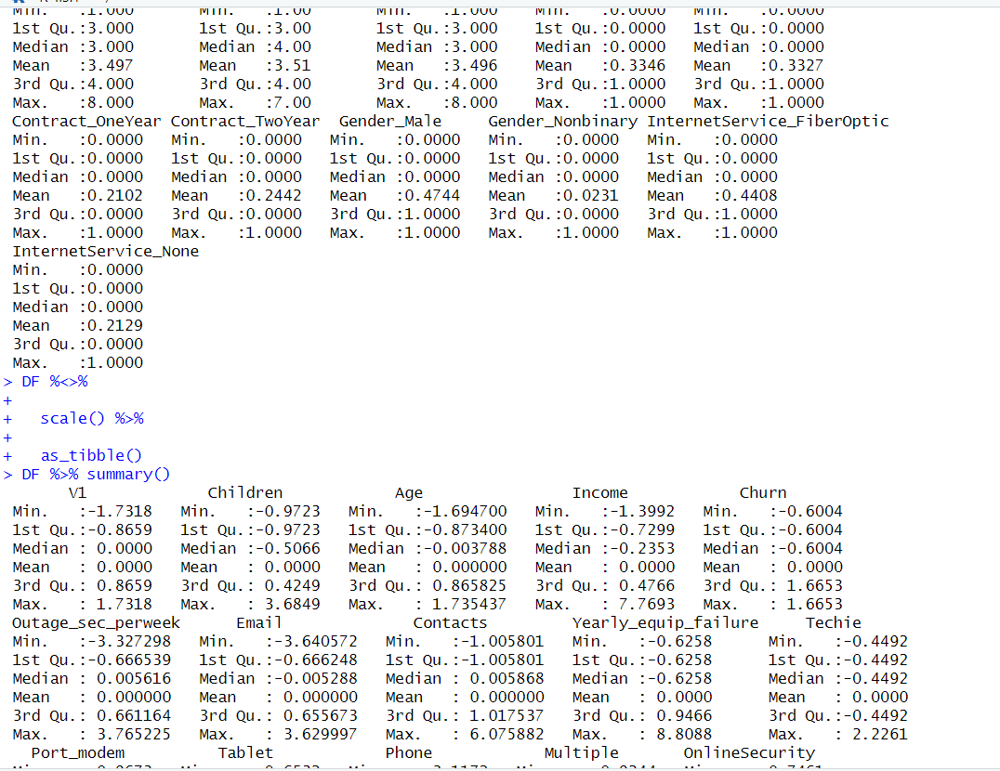 Min.   :1.000   Min.   :1.00   Min.   :1.000   Min.   :0.0000   Min.   :0.0000
1st Qu.:3.000   1st Qu.:3.00   1st Qu.:3.000   1st Qu.:0.0000   1st Qu.:0.0000
Median :3.000   Median :4.00   Median :3.000   Median :0.0000   Median :0.0000
Mean   :3.497   Mean   :3.51   Mean   :3.496   Mean   :0.3346   Mean   :0.3327
3rd Qu.:4.000   3rd Qu.:4.00   3rd Qu.:4.000   3rd Qu.:1.0000   3rd Qu.:1.0000
Max.   :8.000   Max.   :7.00   Max.   :8.000   Max.   :1.0000   Max.   :1.0000
Contract_OneYear Contract_TwoYear  Gender_Male     Gender_Nonbinary InternetService_FiberOptic
Min.   :0.0000   Min.   :0.0000   Min.   :0.0000   Min.   :0.0000   Min.   :0.0000
1st Qu.:0.0000   1st Qu.:0.0000   1st Qu.:0.0000   1st Qu.:0.0000   1st Qu.:0.0000
Median :0.0000   Median :0.0000   Median :0.0000   Median :0.0000   Median :0.0000
Mean   :0.2102   Mean   :0.2442   Mean   :0.4744   Mean   :0.0231   Mean   :0.4408
3rd Qu.:0.0000   3rd Qu.:0.0000   3rd Qu.:1.0000   3rd Qu.:0.0000   3rd Qu.:1.0000
Max.   :1.0000   Max.   :1.0000   Max.   :1.0000   Max.   :1.0000   Max.   :1.0000
InternetService_None
Min.   :0.0000
1st Qu.:0.0000
Median :0.0000
Mean   :0.2129
3rd Qu.:0.0000
Max.   :1.0000
> DF %<>%
+
+   scale() %>%
+
+   as_tibble()
> DF %>% summary()
V1   Children   Age   Income   Churn
Min.   :-1.7318   Min.   :-0.9723   Min.   :-1.694700   Min.   :-1.3992   Min.   :-0.6004
1st Qu.:-0.8659   1st Qu.:-0.9723   1st Qu.:-0.873400   1st Qu.:-0.7299   1st Qu.:-0.6004
Median : 0.0000   Median :-0.5066   Median :-0.003788   Median :-0.2353   Median :-0.6004
Mean   : 0.0000   Mean   : 0.0000   Mean   : 0.000000   Mean   : 0.0000   Mean   : 0.0000
3rd Qu.: 0.8659   3rd Qu.: 0.4249   3rd Qu.: 0.865825   3rd Qu.: 0.4766   3rd Qu.: 1.6653
Max.   : 1.7318   Max.   : 3.6849   Max.   : 1.735437   Max.   : 7.7693   Max.   : 1.6653
Outage_sec_perweek   Email   Contacts   Yearly_equip_failure   Techie
Min.   :-3.327298   Min.   :-3.640572   Min.   :-1.005801   Min.   :-0.6258   Min.   :-0.4492
1st Qu.:-0.666539   1st Qu.:-0.666248   1st Qu.:-1.005801   1st Qu.:-0.6258   1st Qu.:-0.4492
Median : 0.005616   Median :-0.005288   Median : 0.005868   Median :-0.6258   Median :-0.4492
Mean   : 0.000000   Mean   : 0.000000   Mean   : 0.000000   Mean   : 0.0000   Mean   : 0.0000
3rd Qu.: 0.661164   3rd Qu.: 0.655673   3rd Qu.: 1.017537   3rd Qu.: 0.9466   3rd Qu.:-0.4492
Max.   : 3.765225   Max.   : 3.629997   Max.   : 6.075882   Max.   : 8.8088   Max.   : 2.2261
Port_modem   Tablet   Phone   Multiple   OnlineSecurity